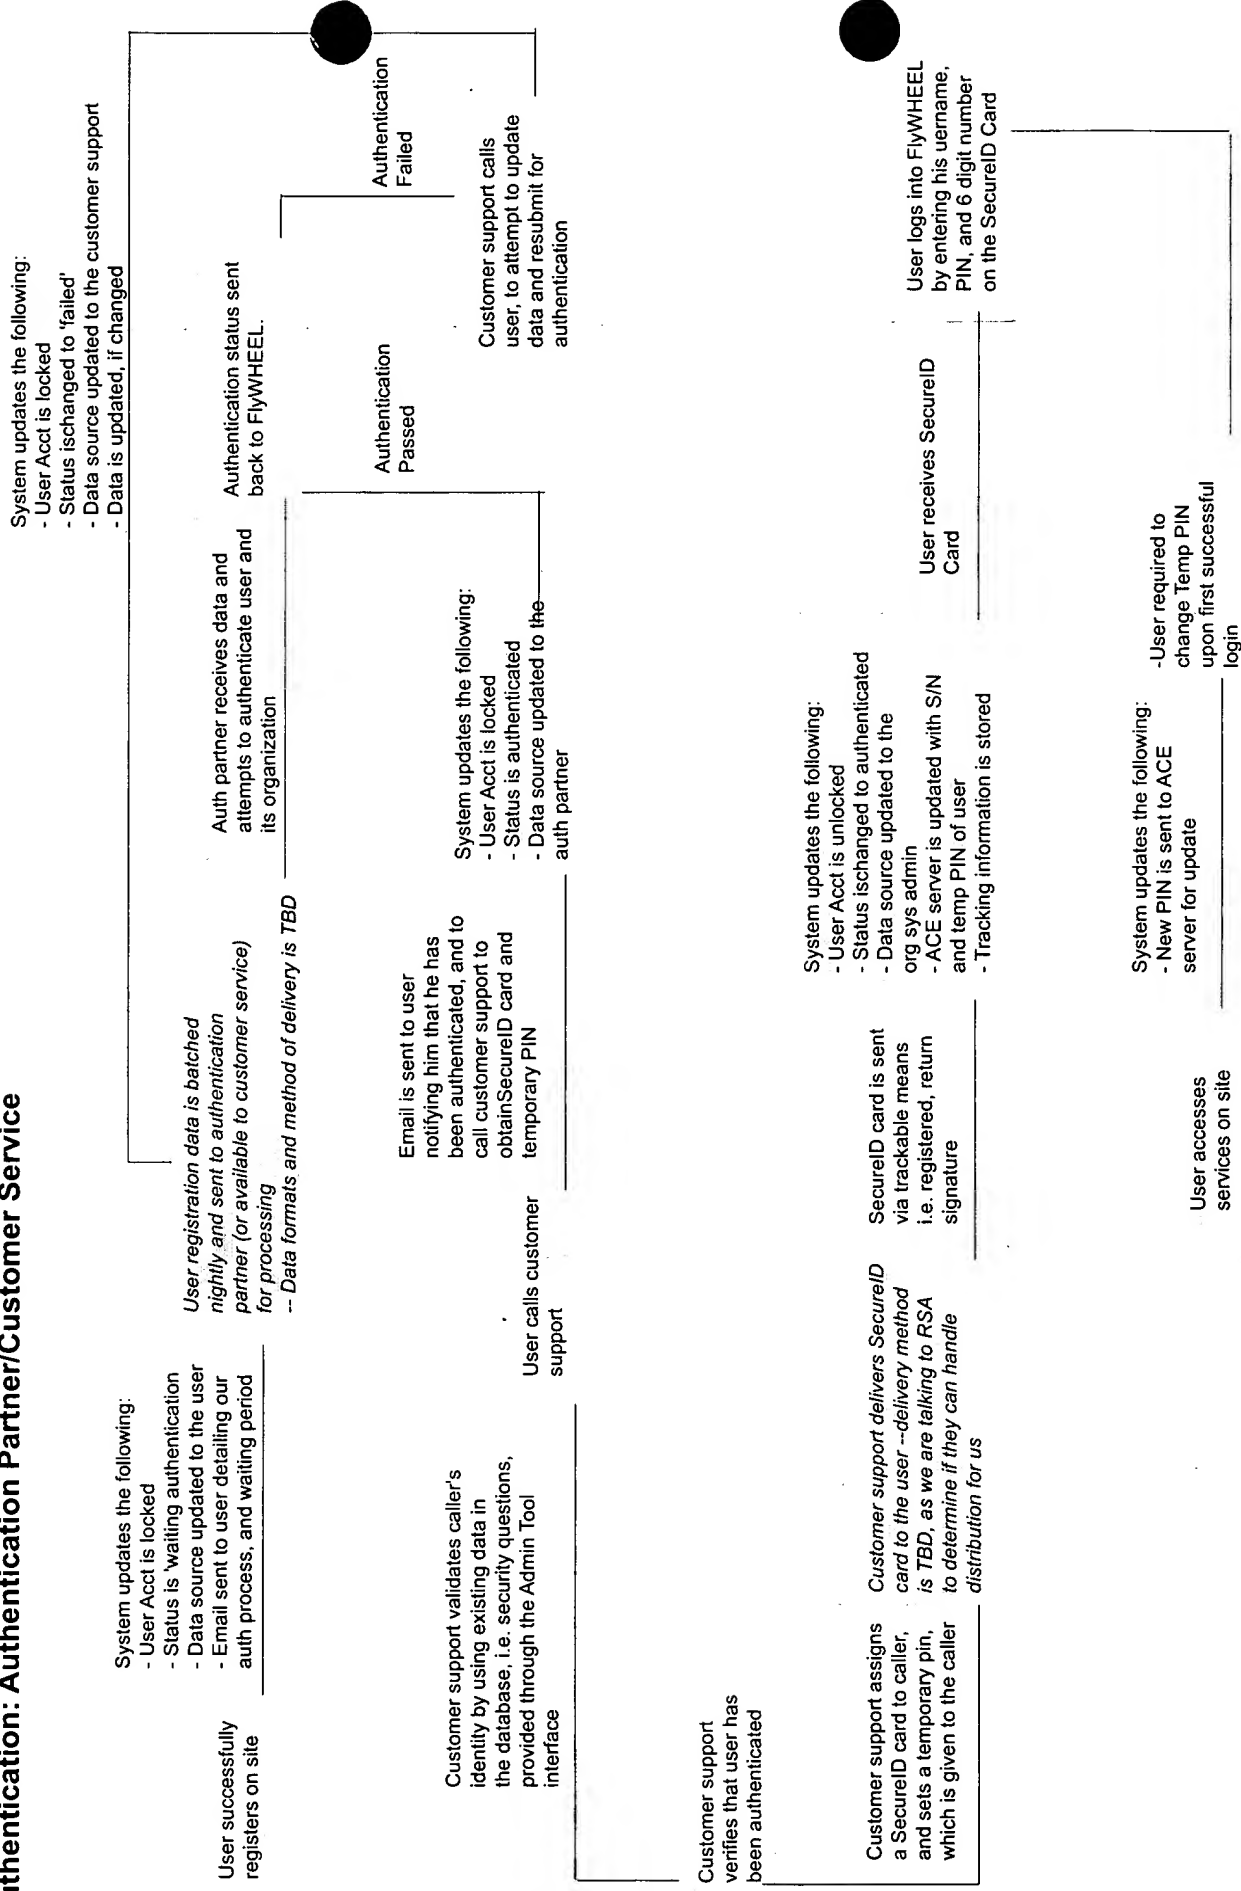 uthentication: Authentication Partner/Customer Service
User successfully
registers on site
System updates the following:
- User Acct is locked
- Status is 'waiting authentication
- Data source updated to the user
- Email sent to user detailing our
auth process, and waiting period
User registration data is batched
nightly and sent to authentication
partner (or available to customer service)
for processing
-- Data formats and method of delivery is TBD
Auth partner receives data and
attempts to authenticate user and
its organization
Authentication status sent
back to FlyWHEEL.
System updates the following:
- User Acct is locked
- Status ischanged to 'failed'
- Data source updated to the customer support
- Data is updated, if changed
Authentication
Failed
Customer support calls
user, to attempt to update
data and resubmit for
authentication
Authentication
Passed
System updates the following:
- User Acct is locked
- Status is authenticated
- Data source updated to the
auth partner
Email is sent to user
notifying him that he has
been authenticated, and to
call customer support to
obtainSecureID card and
temporary PIN
User calls customer
support
Customer support validates caller's
identity by using existing data in
the database, i.e. security questions,
provided through the Admin Tool
interface
Customer support
verifies that user has
been authenticated
Customer support assigns
a SecureID card to caller,
and sets a temporary pin,
which is given to the caller
Customer support delivers SecureID
card to the user --delivery method
is TBD, as we are talking to RSA
to determine if they can handle
distribution for us
SecureID card is sent
via trackable means
i.e. registered, return
signature
System updates the following:
- User Acct is unlocked
- Status ischanged to authenticated
- Data source updated to the
org sys admin
- ACE server is updated with S/N
and temp PIN of user
- Tracking information is stored
User receives SecureID
Card
User logs into FlyWHEEL
by entering his uername,
PIN, and 6 digit number
on the SecureID Card
-User required to
change Temp PIN
upon first successful
login
System updates the following:
- New PIN is sent to ACE
server for update
User accesses
services on site